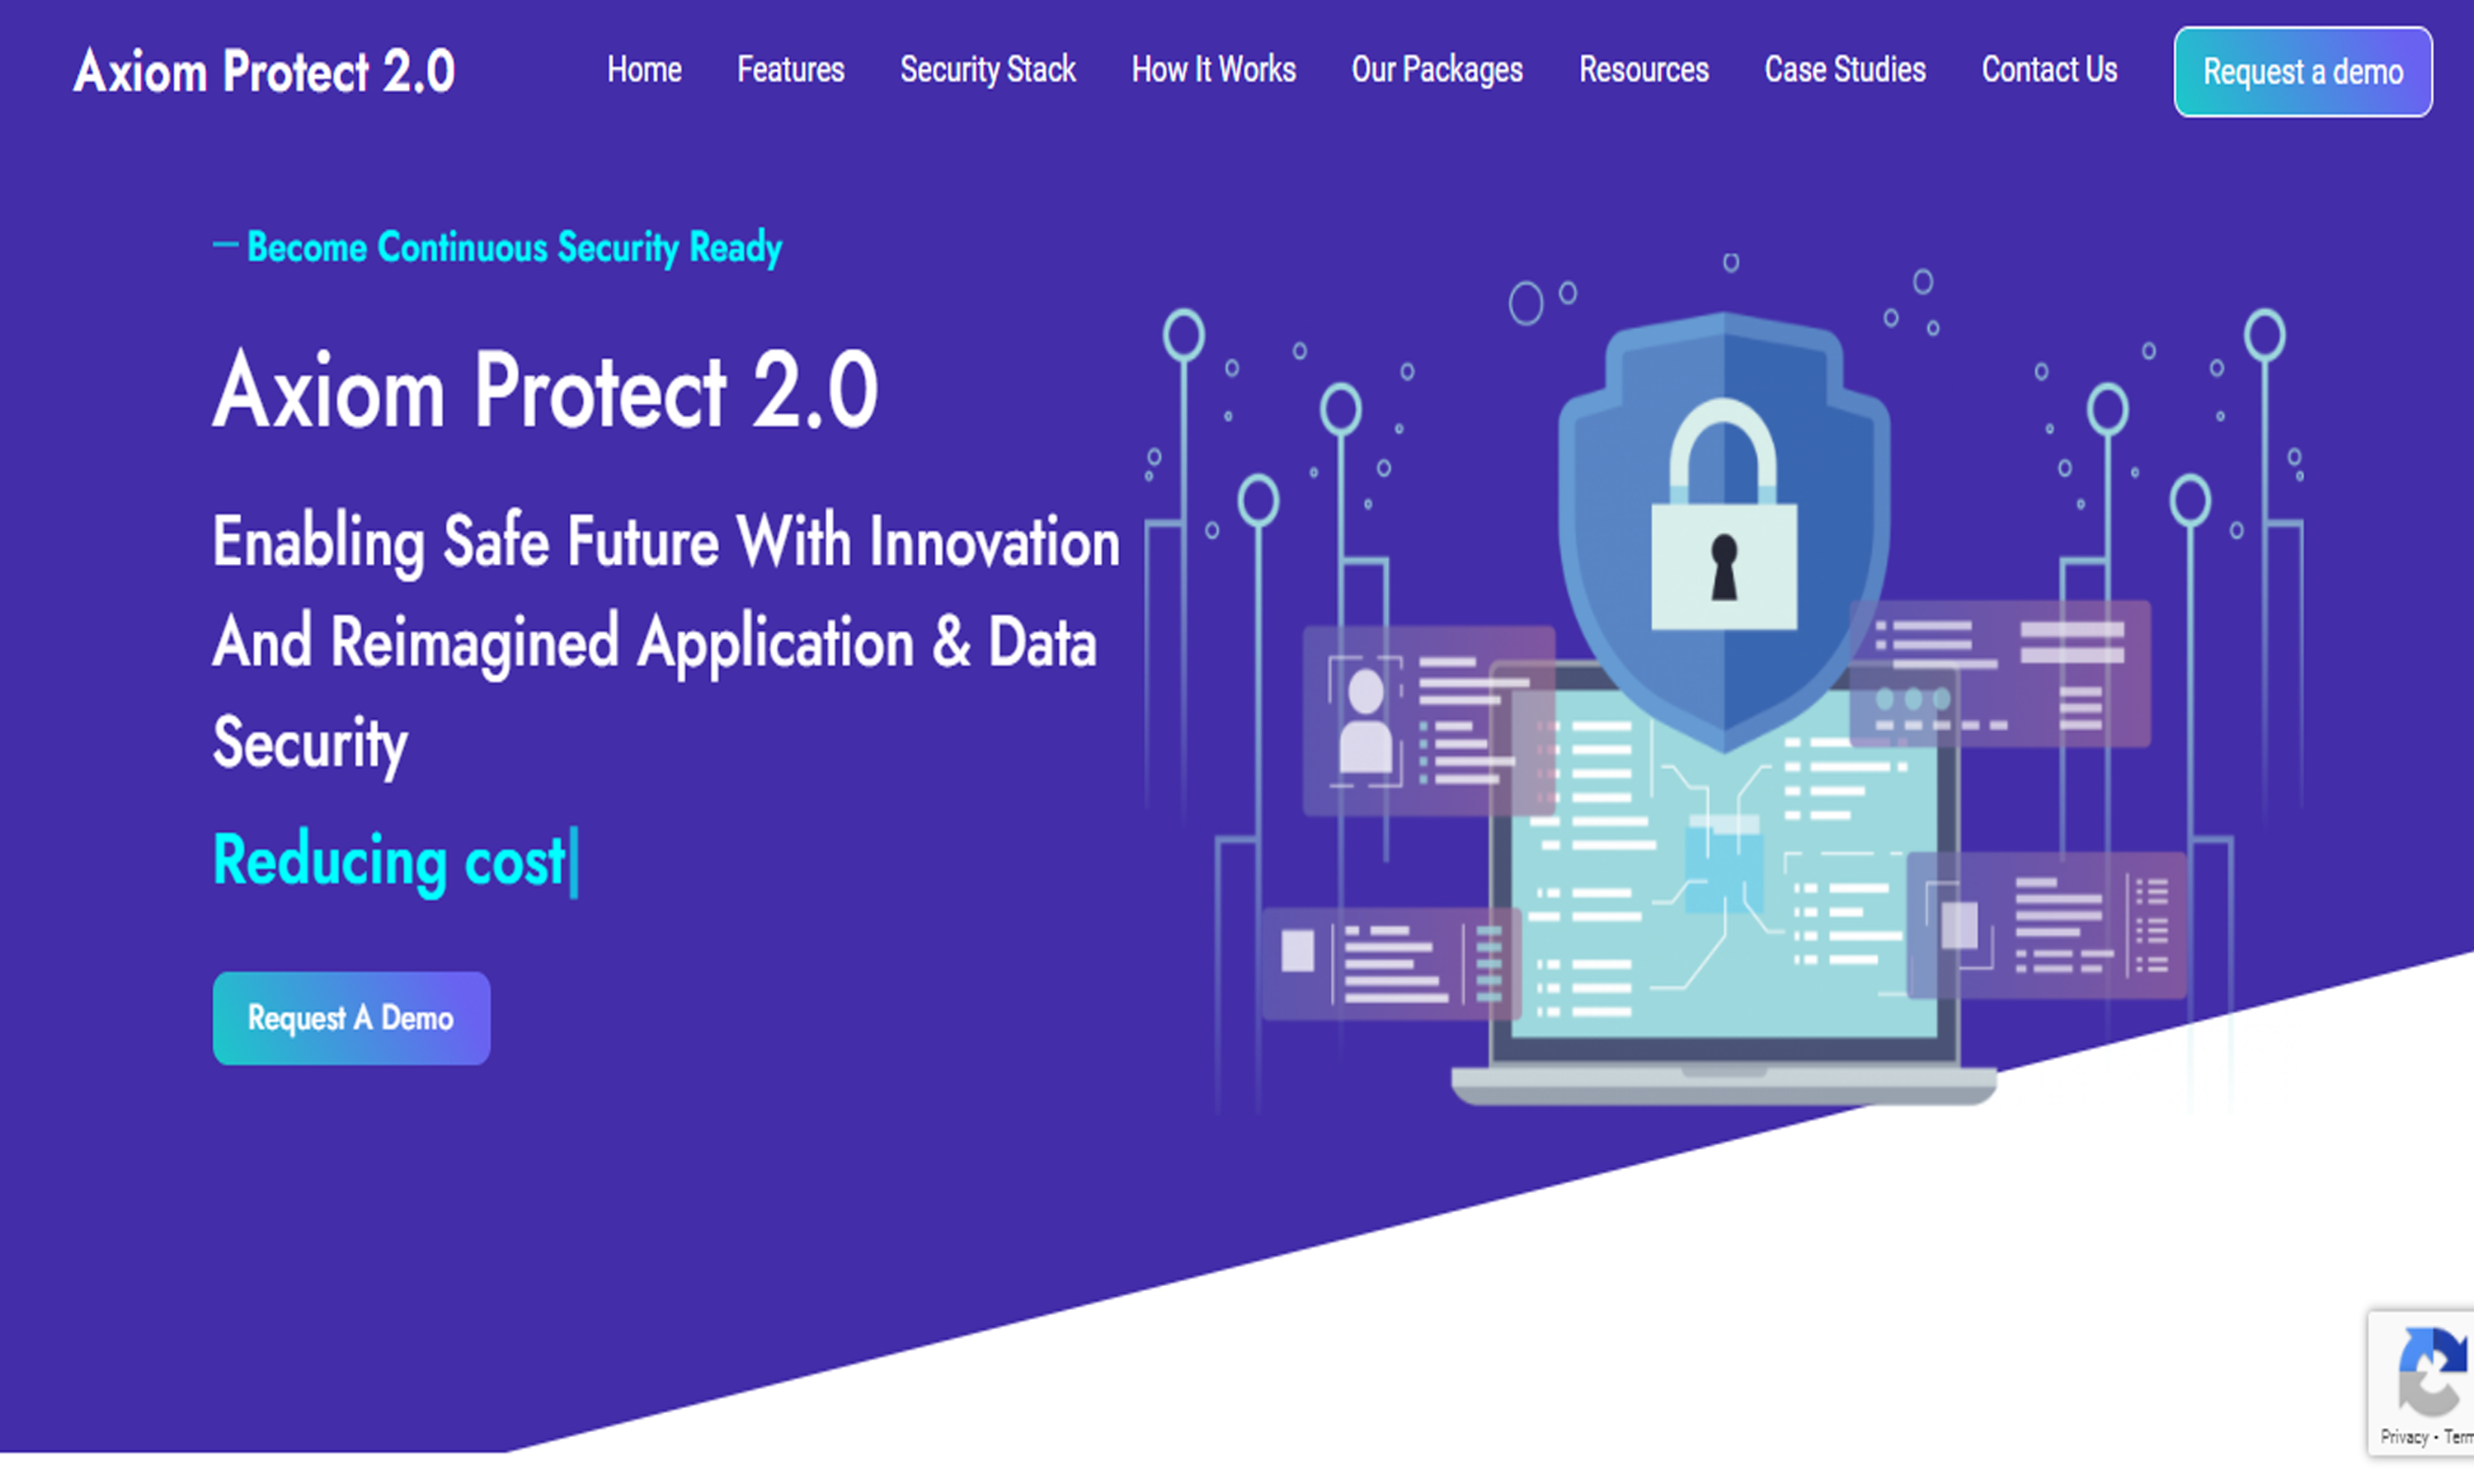 Axiom Protect 2.0
Home Features Security Stack How It Works Our Packages Resources Case Studies Contact Us Request a demo
Become Continuous Security Ready
Axiom Protect 2.0
Enabling Safe Future With Innovation
And Reimagined Application & Data
Security
Reducing cost
Request A Demo
Privacy - Term